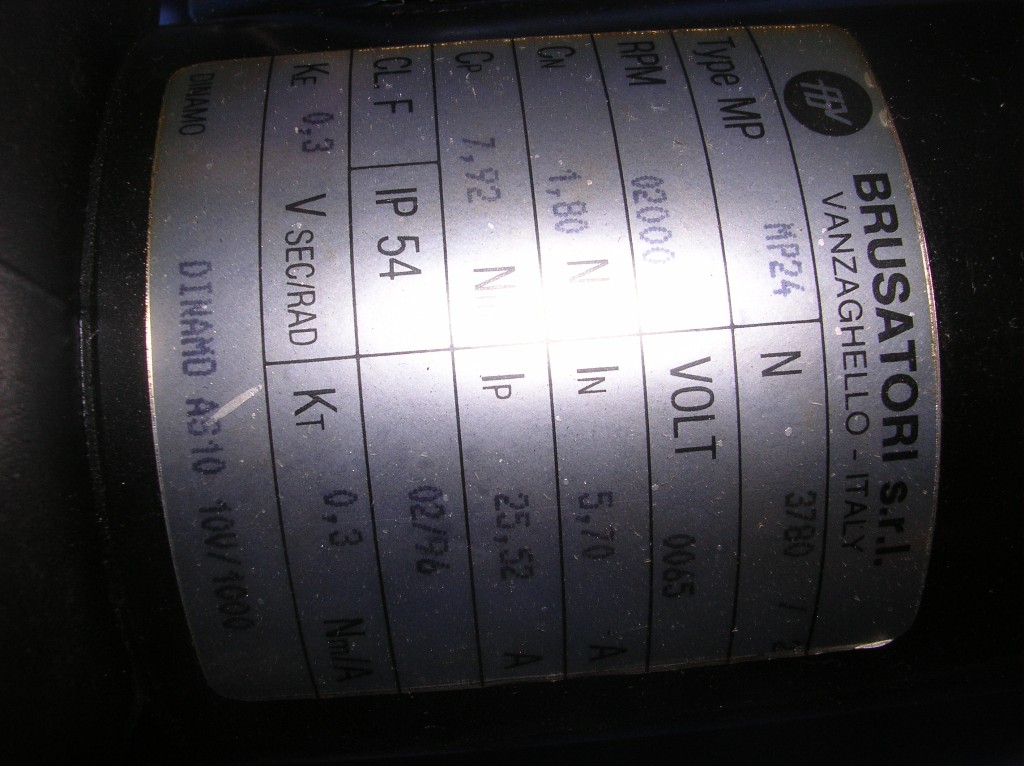 BRUSATORI s.r.l.
VANZAGHELLO - ITALY
Type MP MP24 N 3780 /
RPM 02000 VOLT 0065
CN 1,80 N IN 5,70 A
CP 7,92 Nm IP 25,52 A
CL F IP 54 02/96
KE 0,3 V SEC/RAD KT 0,3 Nm/A
DINAMO DINAMO A310 10V/1000